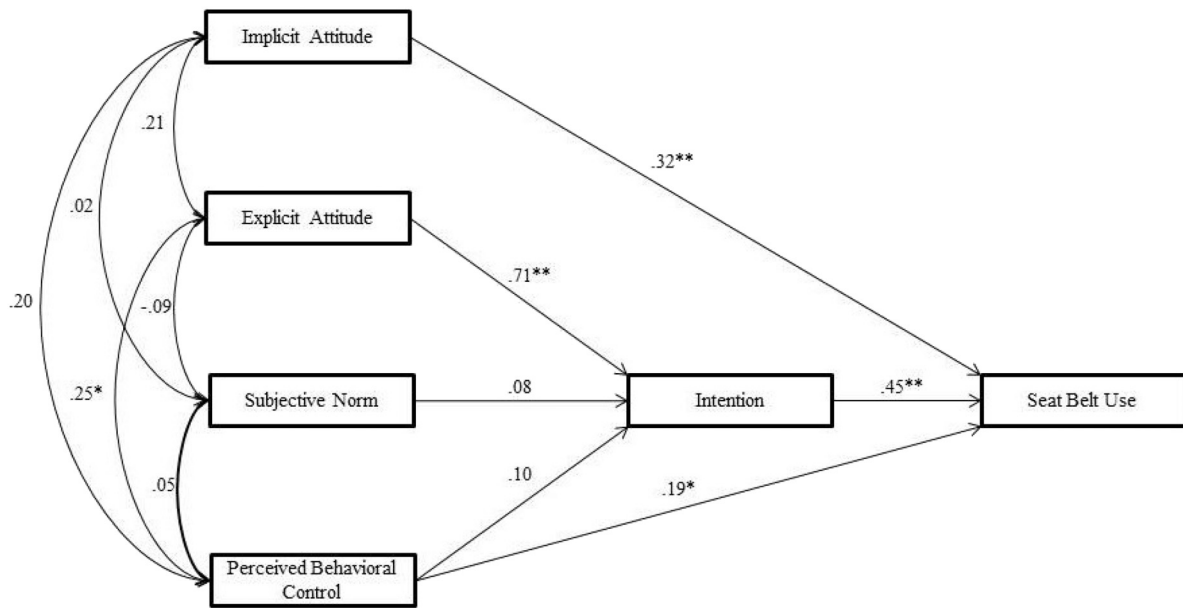 Implicit Attitude
.21
.32**
.02
Explicit Attitude
.71**
.20
-.09
.25*
Subjective Norm
.08
Intention
.45**
Seat Belt Use
.05
.10
.19*
Perceived Behavioral
Control